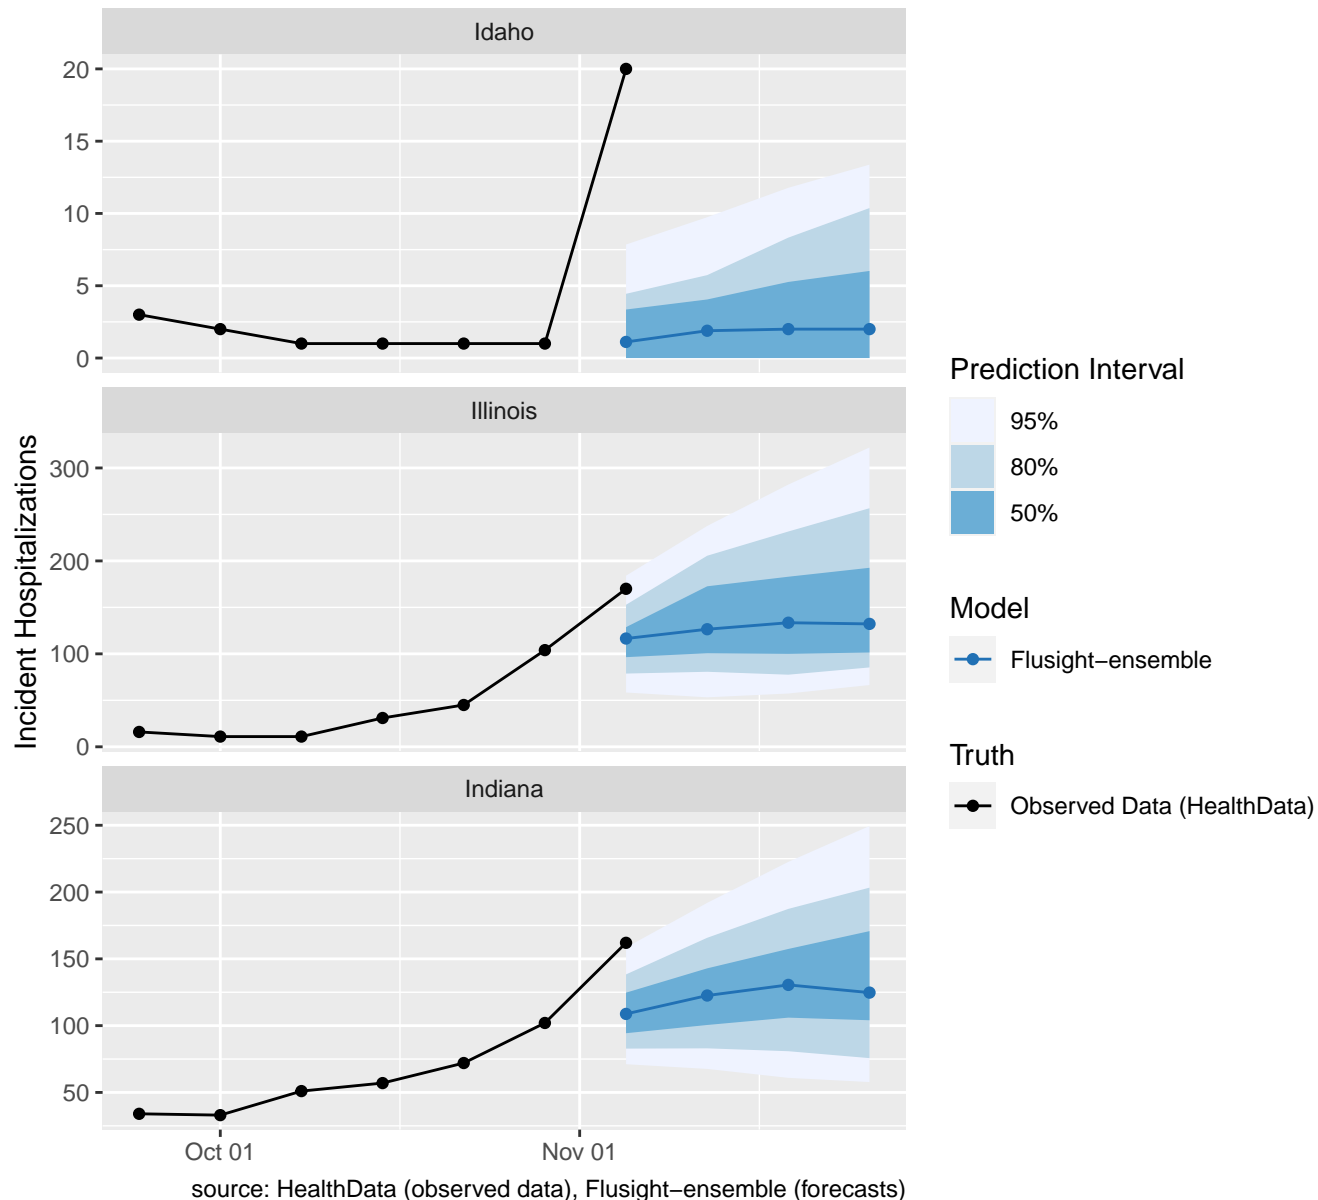 Idaho
20
15
10
5
0
Illinois
300
200
100
0
Indiana
250
200
150
100
50
Oct 01
Nov 01
Incident Hospitalizations
source: HealthData (observed data), Flusight−ensemble (forecasts)
Prediction Interval
95%
80%
50%
Model
Flusight−ensemble
Truth
Observed Data (HealthData)